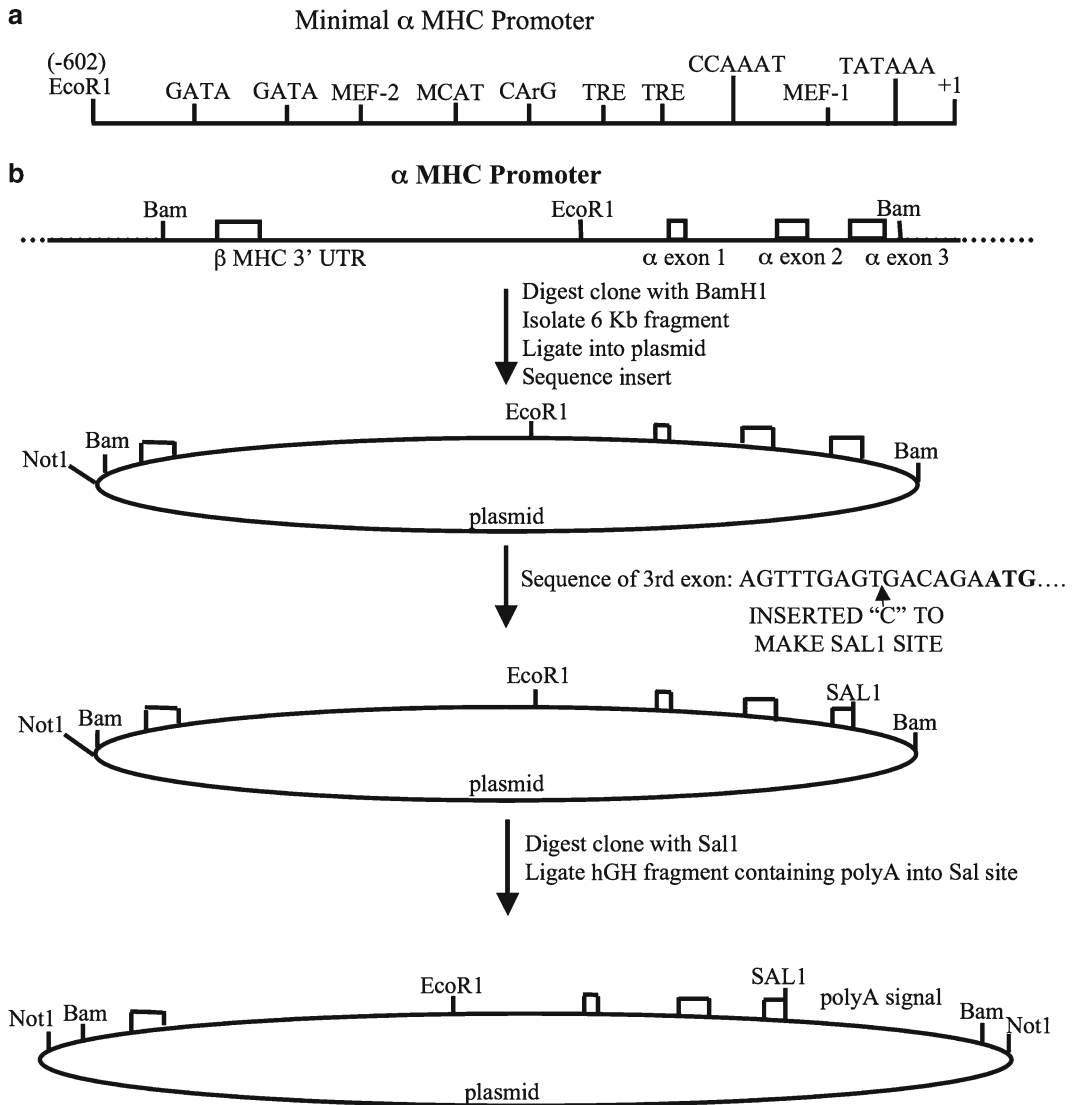 a
Minimal α MHC Promoter
(-602)
EcoR1
GATA
GATA
MEF-2
MCAT
CArG
TRE
TRE
CCAAAT
MEF-1
TATAAA
+1
b
α MHC Promoter
Bam
EcoR1
Bam
β MHC 3’ UTR
α exon 1
α exon 2
α exon 3
Digest clone with BamH1
Isolate 6 Kb fragment
Ligate into plasmid
Sequence insert
Not1
Bam
EcoR1
Bam
plasmid
Sequence of 3rd exon: AGTTTGAGTGACAGAATG....
INSERTED “C” TO
MAKE SAL1 SITE
Not1
Bam
EcoR1
SAL1
Bam
plasmid
Digest clone with Sal1
Ligate hGH fragment containing polyA into Sal site
Not1
Bam
EcoR1
SAL1
polyA signal
Bam
Not1
plasmid